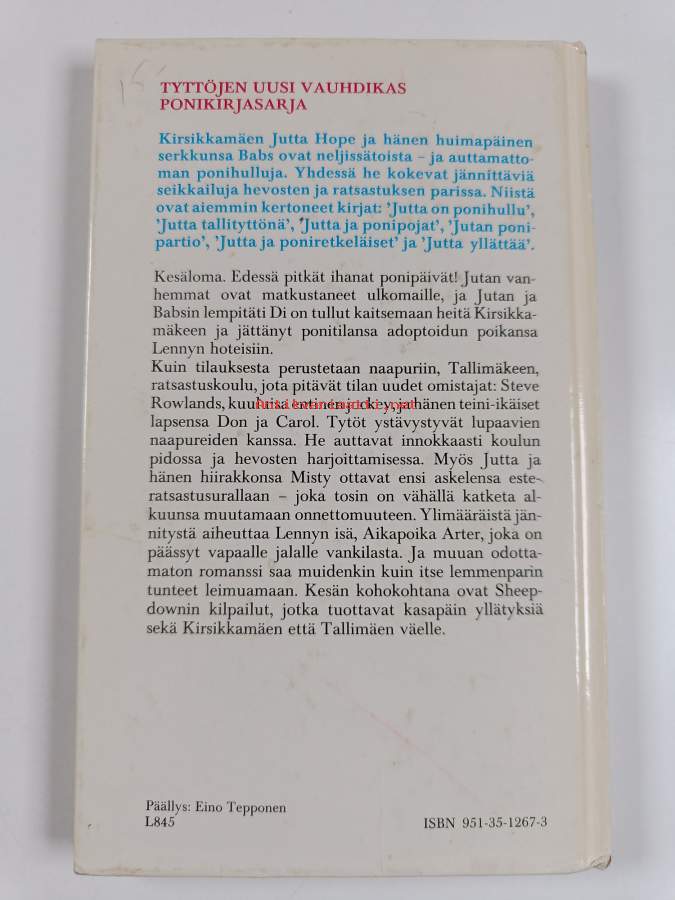 15,-
TYTTÖJEN UUSI VAUHDIKAS
PONIKIRJASARJA
Kirsikkamäen Jutta Hope ja hänen huimapäinen
serkkunsa Babs ovat neljissätoista – ja auttamatto-
man ponihulluja. Yhdessä he kokevat jännittäviä
seikkailuja hevosten ja ratsastuksen parissa. Niistä
ovat aiemmin kertoneet kirjat: 'Jutta on ponihullu',
'Jutta tallityttönä', 'Jutta ja ponipojat', 'Jutan poni-
partio', 'Jutta ja poniretkeläiset' ja 'Jutta yllättää'.
Kesäloma. Edessä pitkät ihanat ponipäivät! Jutan van-
hemmat ovat matkustaneet ulkomaille, ja Jutan ja
Babsin lempitäti Di on tullut kaitsemaan heitä Kirsikka-
mäkeen ja jättänyt ponitilansa adoptoidun poikansa
Lennyn hoteisiin.
Kuin tilauksesta perustetaan naapuriin, Tallimäkeen,
ratsastuskoulu, jota pitävät tilan uudet omistajat: Steve
Rowlands, kuuluisa entinen jockey, ja hänen teini-ikäiset
lapsensa Don ja Carol. Tytöt ystävystyvät lupaavien
naapureiden kanssa. He auttavat innokkaasti koulun
pidossa ja hevosten harjoittamisessa. Myös Jutta ja
hänen hiirakkonsa Misty ottavat ensi askelensa este-
ratsastusurallaan – joka tosin on vähällä katketa al-
kuunsa muutamaan onnettomuuteen. Ylimääräistä jän-
nitystä aiheuttaa Lennyn isä, Aikapoika Arter, joka on
päässyt vapaalle jalalle vankilasta. Ja muuan odotta-
maton romanssi saa muidenkin kuin itse lemmenparin
tunteet leimuamaan. Kesän kohokohtana ovat Sheep-
downin kilpailut, jotka tuottavat kasapäin yllätyksiä
sekä Kirsikkamäen että Tallimäen väelle.
Päällys: Eino Tepponen
L845
ISBN 951-35-1267-3